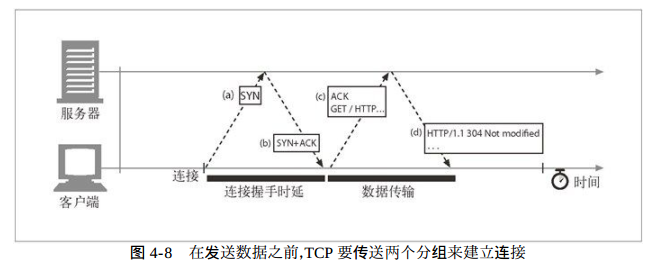 (a) SYN
(c) ACK
GET / HTTP...
服务器
(b) SYN+ACK
(d) HTTP/1.1 304 Not modified
...
连接
时间
客户端
连接握手时延
数据传输
图 4-8 在发送数据之前,TCP 要传送两个分组来建立连接